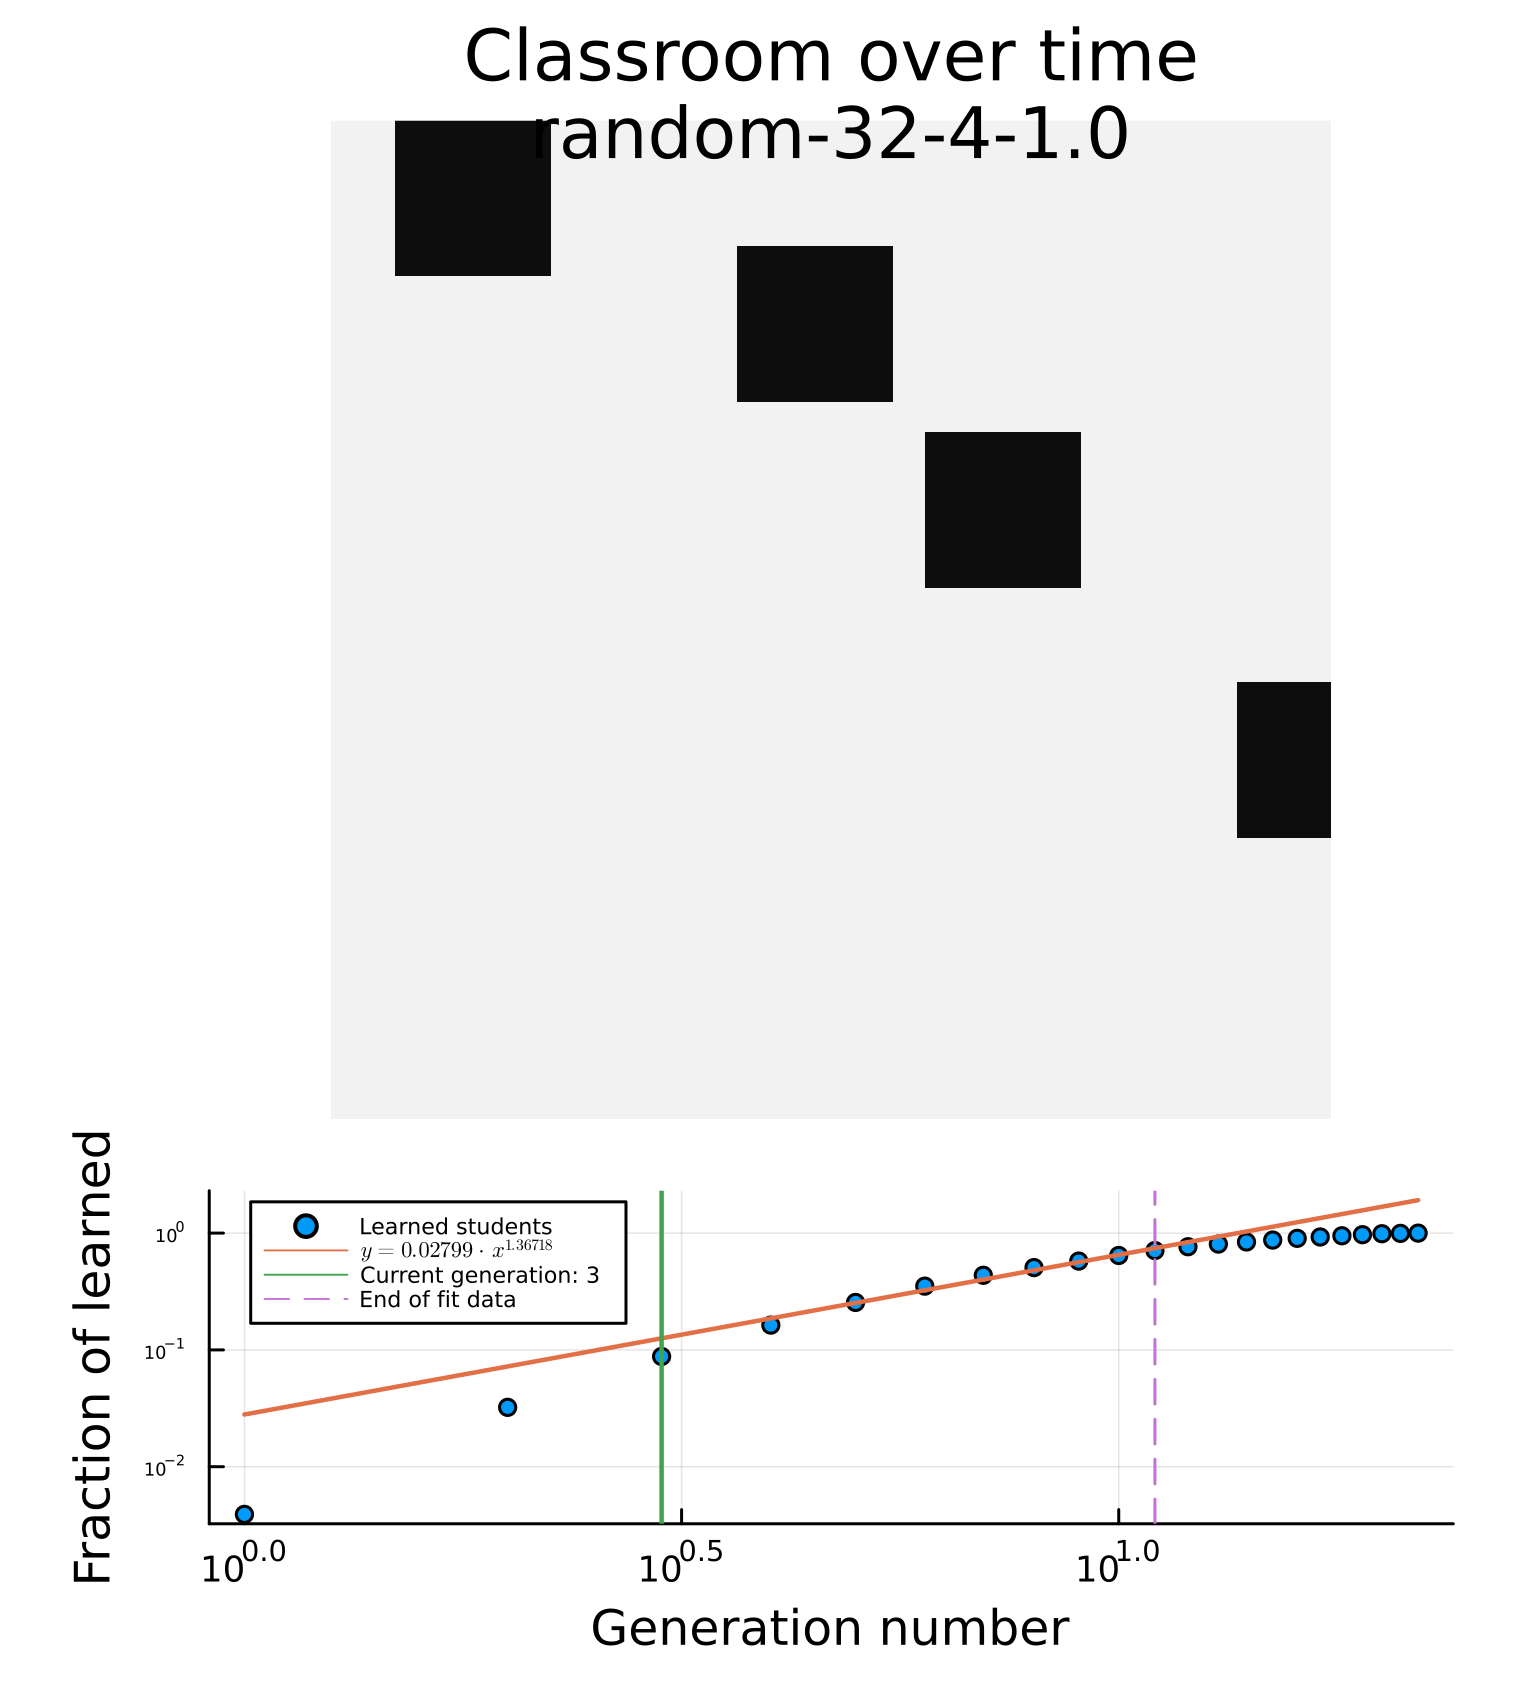 Classroom over time
random-32-4-1.0
Fraction of learned
10⁰
10⁻¹
10⁻²
Learned students
y = 0.02799 · x^1.36718
Current generation: 3
End of fit data
10^0.0 10^0.5 10^1.0
Generation number